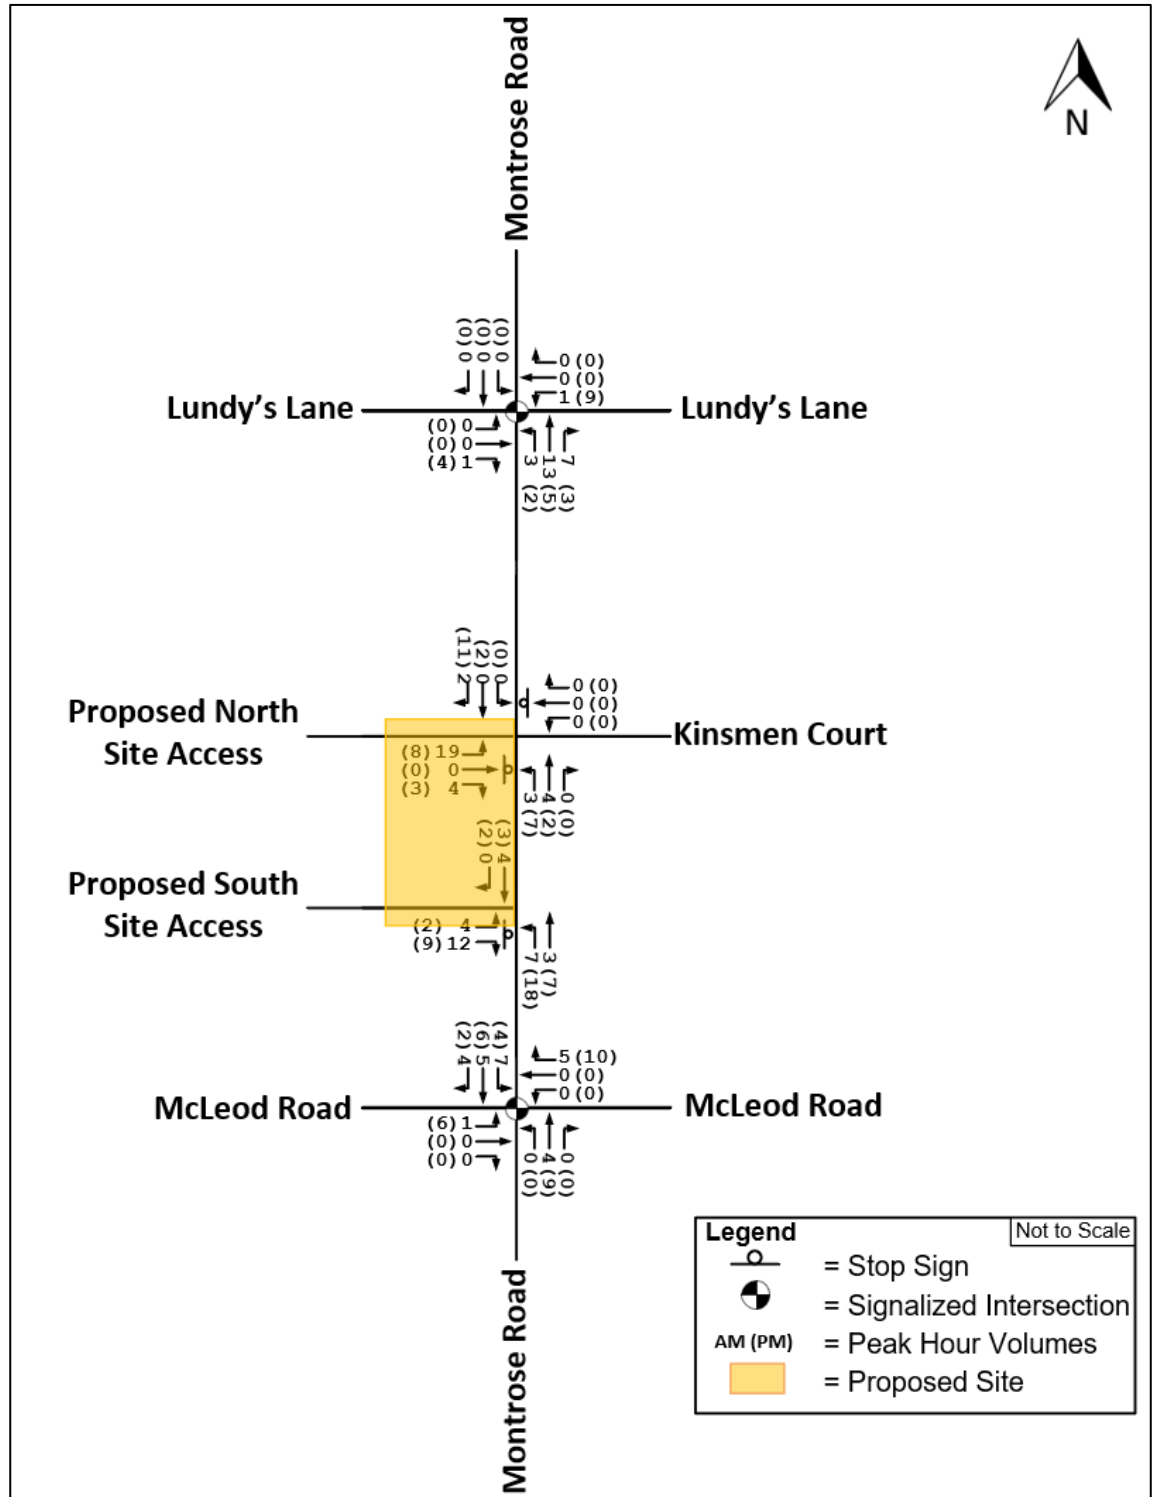 Montrose Road
N
(0) 0
(0) 0
(0) 0
0 (0)
0 (0)
1 (9)
Lundy's Lane
Lundy's Lane
(0) 0
(0) 0
(4) 1
3 (2)
13 (5)
7 (3)
(11) 2
(2) 0
(0) 0
0 (0)
0 (0)
0 (0)
Proposed North
Site Access
Kinsmen Court
(8) 19
(0) 0
(3) 4
3 (7)
4 (2)
0 (0)
(2) 0
(3) 4
Proposed South
Site Access
(2) 4
(9) 12
7 (18)
3 (7)
(2) 4
(6) 5
(4) 7
5 (10)
0 (0)
0 (0)
McLeod Road
McLeod Road
(6) 1
(0) 0
(0) 0
0 (0)
4 (9)
0 (0)
Montrose Road
Legend
Not to Scale
= Stop Sign
= Signalized Intersection
AM (PM) = Peak Hour Volumes
= Proposed Site